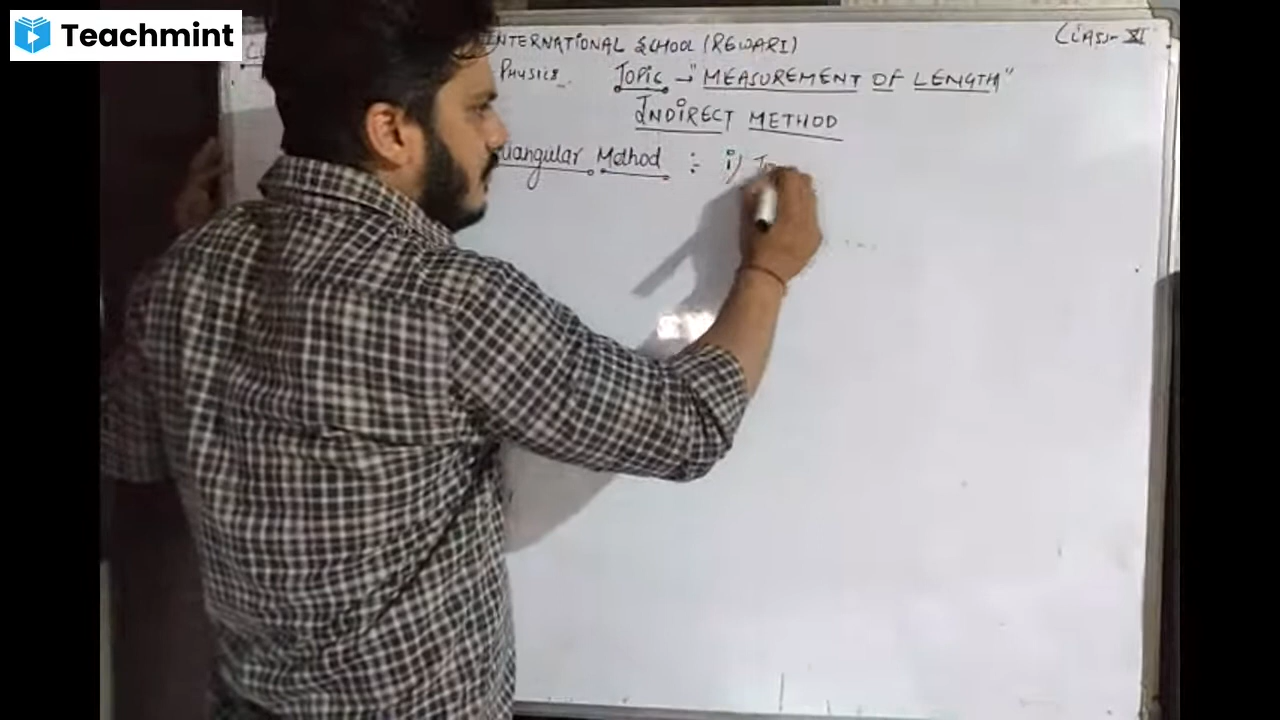 Teachmint
INTERNATIONAL SCHOOL (REWARI)
CLASS-XI
PHYSICS.
TOPIC - "MEASUREMENT OF LENGTH"
INDIRECT METHOD
Method :- i)